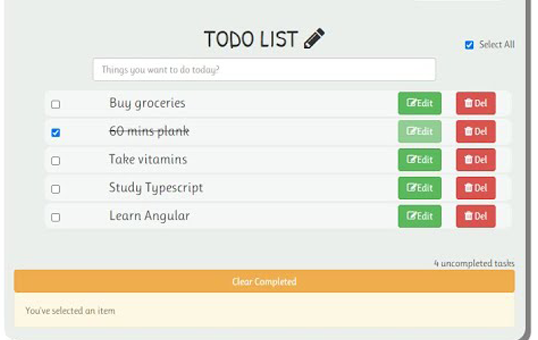 TODO LIST
Select All
Things you want to do today?
Buy groceries Edit Del
60 mins plank Edit Del
Take vitamins Edit Del
Study Typescript Edit Del
Learn Angular Edit Del
4 uncompleted tasks
Clear Completed
You've selected an item